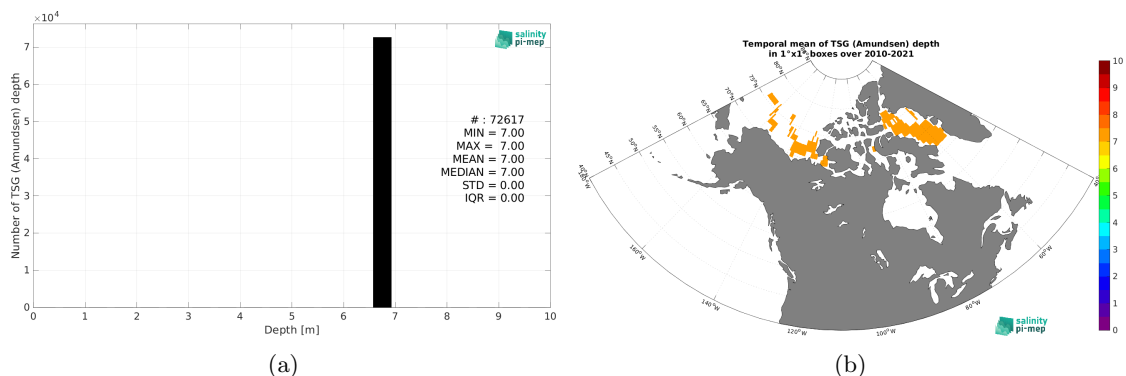 ×10⁴
7
6
5
4
3
2
1
0
Number of TSG (Amundsen) depth
0 1 2 3 4 5 6 7 8 9 10
Depth [m]
salinity
pi-mep
# : 72617
MIN = 7.00
MAX = 7.00
MEAN = 7.00
MEDIAN = 7.00
STD = 0.00
IQR = 0.00
(a)
Temporal mean of TSG (Amundsen) depth
in 1°x1° boxes over 2010-2021
80°N
75°N
70°N
65°N
60°N
55°N
50°N
45°N
40°N
180°W
160°W
140°W
120°W
100°W
80°W
60°W
10
9
8
7
6
5
4
3
2
1
0
salinity
pi-mep
(b)